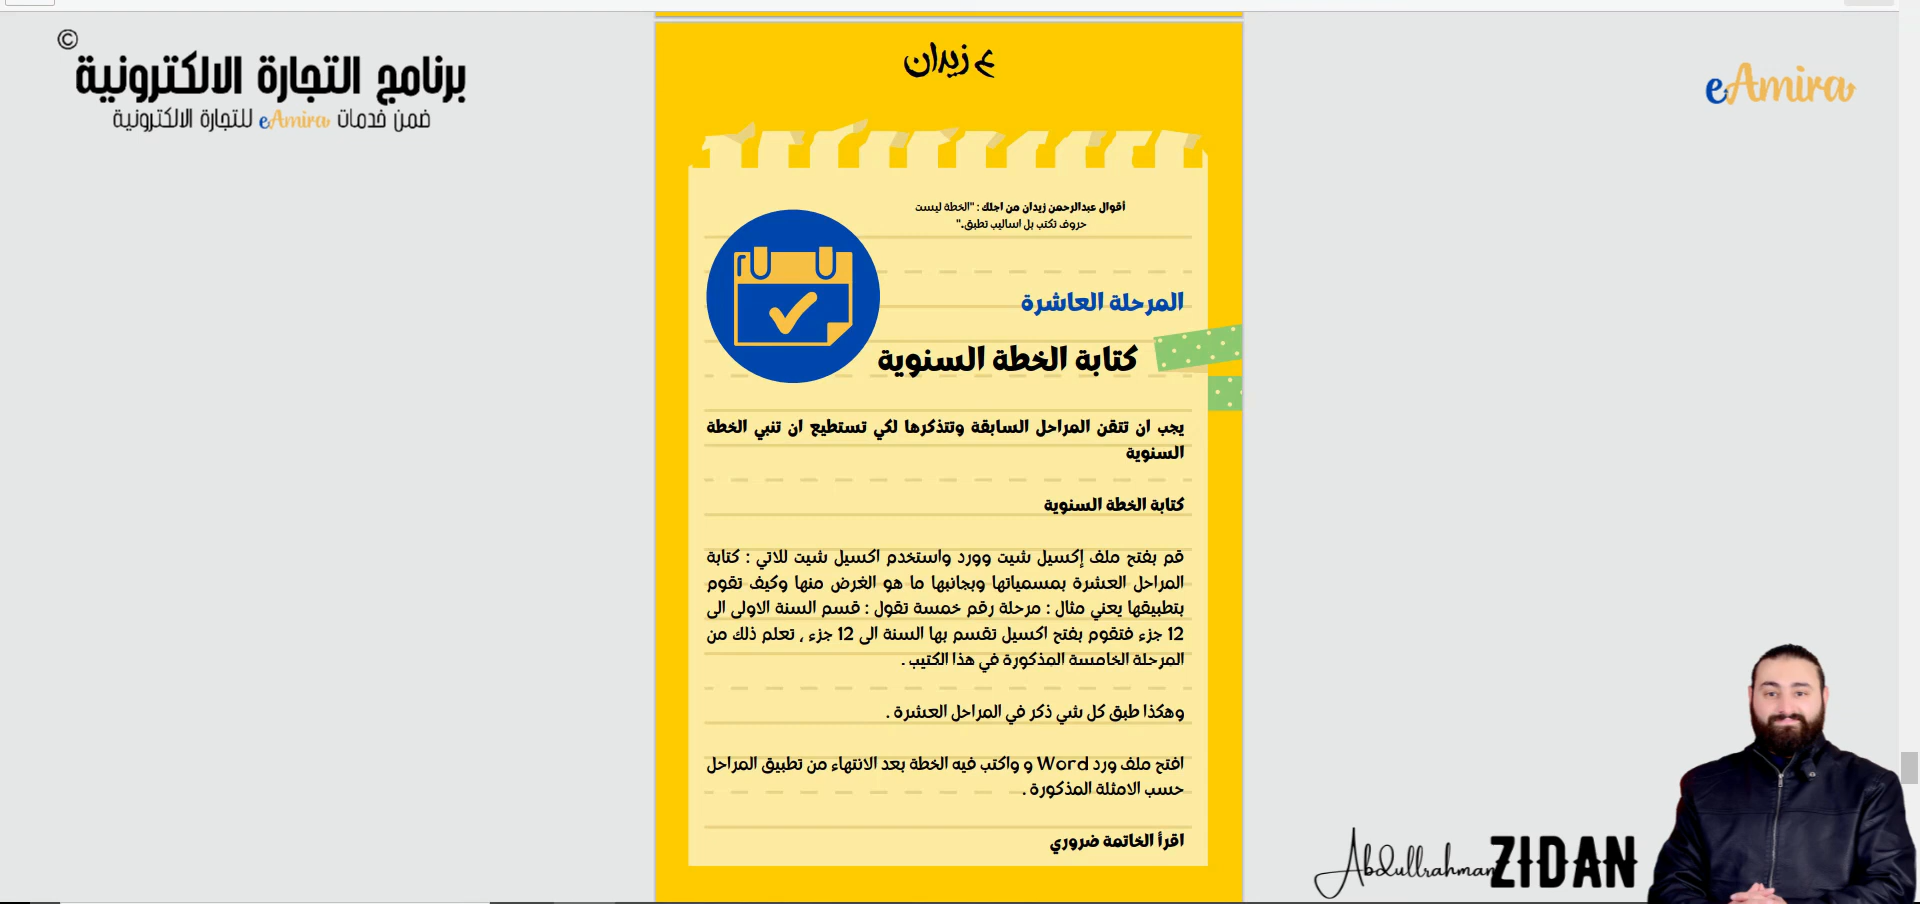 ©
برنامج التجارة الالكترونية
ضمن خدمات eAmira للتجارة الالكترونية
ع زيدان
eAmira
أقوال عبدالرحمن زيدان من اجلك : "الخطة ليست
حروف تكتب بل اساليب تطبق."
المرحلة العاشرة
كتابة الخطة السنوية
يجب ان تتقن المراحل السابقة وتتذكرها لكي تستطيع ان تنبي الخطة
السنوية
كتابة الخطة السنوية
قم بفتح ملف إكسيل شيت وورد واستخدم اكسيل شيت للاتي : كتابة
المراحل العشرة بمسمياتها وبجانبها ما هو الغرض منها وكيف تقوم
بتطبيقها يعني مثال : مرحلة رقم خمسة تقول : قسم السنة الاولى الى
12 جزء فتقوم بفتح اكسيل تقسم بها السنة الى 12 جزء ، تعلم ذلك من
المرحلة الخامسة المذكورة في هذا الكتيب .
وهكذا طبق كل شي ذكر في المراحل العشرة .
افتح ملف ورد Word و واكتب فيه الخطة بعد الانتهاء من تطبيق المراحل
حسب الامثلة المذكورة .
اقرأ الخاتمة ضروري
Abdullrahman ZIDAN